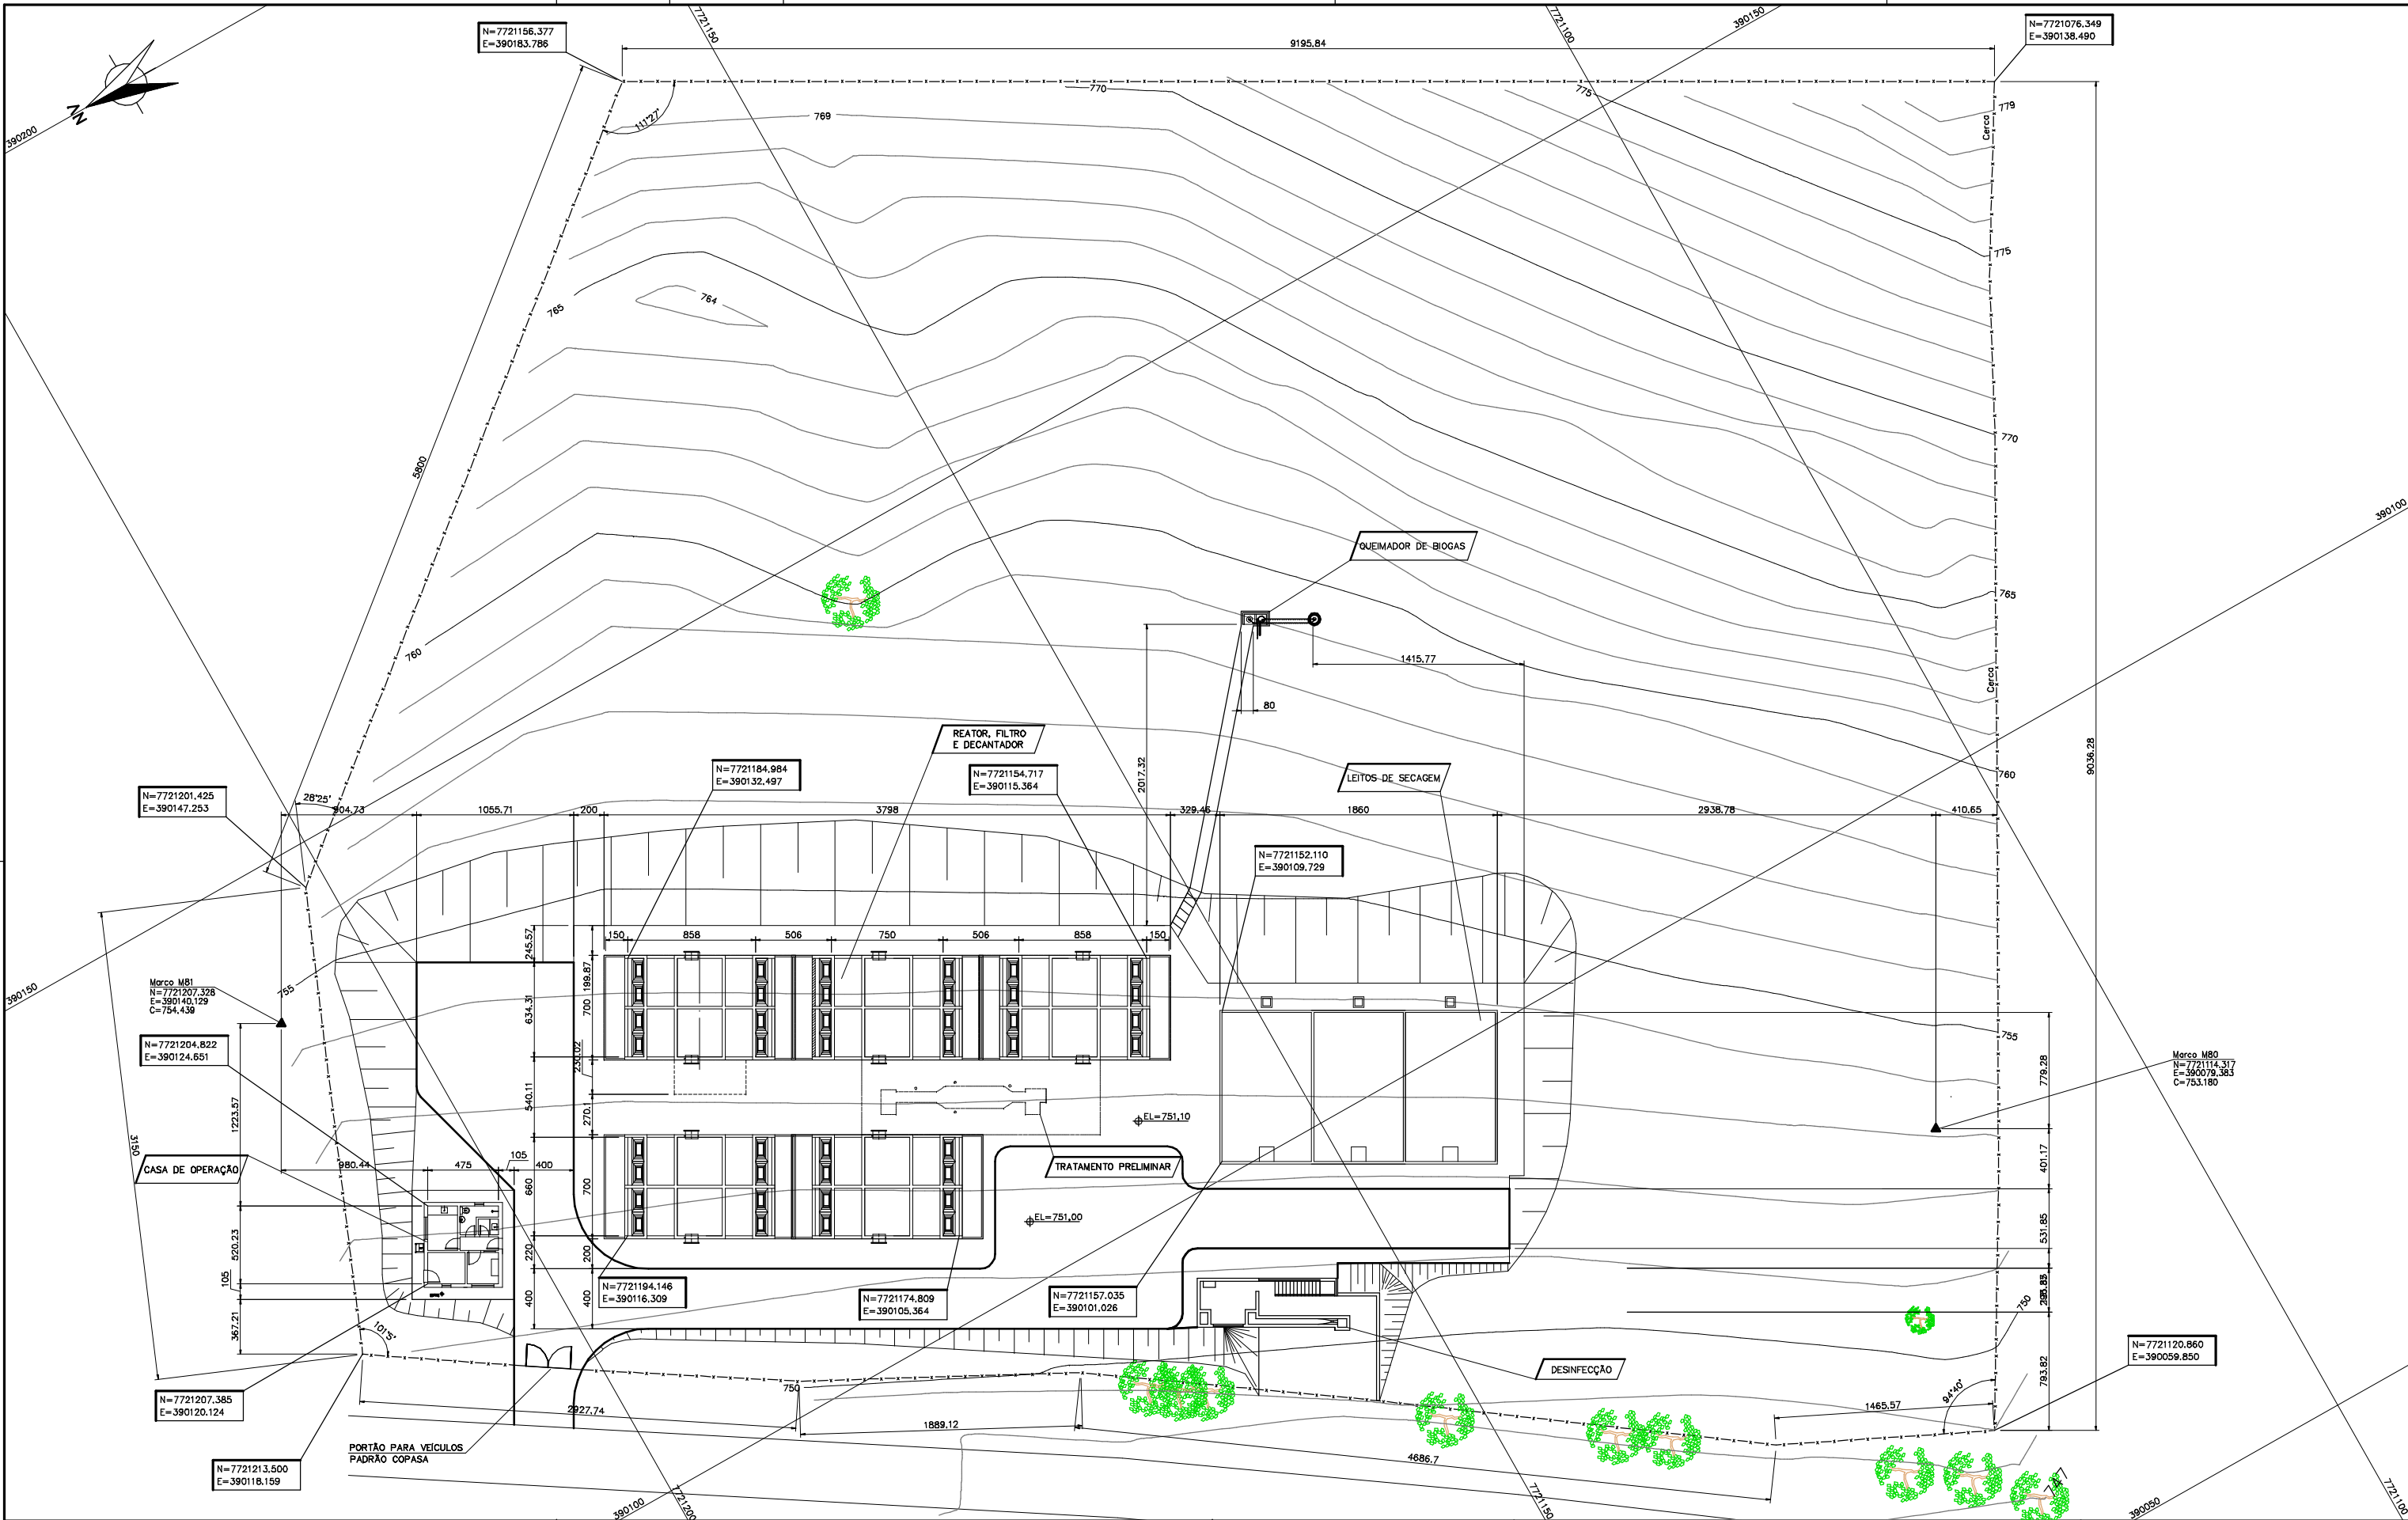 N=7721156.377
E=390183.786
7721150
9195.84
7721100
390150
N=7721076.349
E=390138.490
N
390200
111°27'
769
770
775
779
Cerca
775
765
764
5800
770
390100
QUEIMADOR DE BIOGAS
765
760
1415.77
80
Cerca
2017.32
9036.28
REATOR, FILTRO
E DECANTADOR
N=7721184.984
E=390132.497
N=7721154.717
E=390115.364
LEITOS DE SECAGEM
760
N=7721201.425
E=390147.253
28°25'
904.73
1055.71
200
3798
329.46
1860
2938.78
410.65
N=7721152.110
E=390109.729
245.57
150
858
506
750
506
858
150
199.87
634.31
700
390150
755
Marco M81
N=7721207.328
E=390140.129
C=754.439
755
N=7721204.822
E=390124.651
230.02
540.11
270.1
1223.57
EL=751,10
779.28
Marco M80
N=7721114.317
E=390079.383
C=753.180
3150
CASA DE OPERAÇÃO
980.44
475
105
400
660
700
TRATAMENTO PRELIMINAR
401.17
EL=751,00
520.23
220
200
531.85
105
N=7721194.146
E=390116.309
N=7721174.809
E=390105.364
N=7721157.035
E=390101.026
400
400
750
367.21
101°5'
N=7721120.860
E=390059.850
DESINFECÇÃO
793.82
750
94°40'
N=7721207.385
E=390120.124
2927.74
1889.12
1465.57
PORTÃO PARA VEÍCULOS
PADRÃO COPASA
4686.7
N=7721213.500
E=390118.159
747
390100
7721200
7721150
390050
7721100